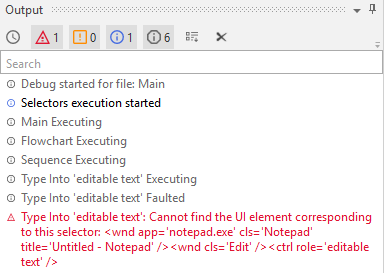 Output
1 0 1 6
Search
Debug started for file: Main
Selectors execution started
Main Executing
Flowchart Executing
Sequence Executing
Type Into 'editable text' Executing
Type Into 'editable text' Faulted
Type Into 'editable text': Cannot find the UI element corresponding
to this selector: <wnd app='notepad.exe' cls='Notepad'
title='Untitled - Notepad' /><wnd cls='Edit' /><ctrl role='editable
text' />